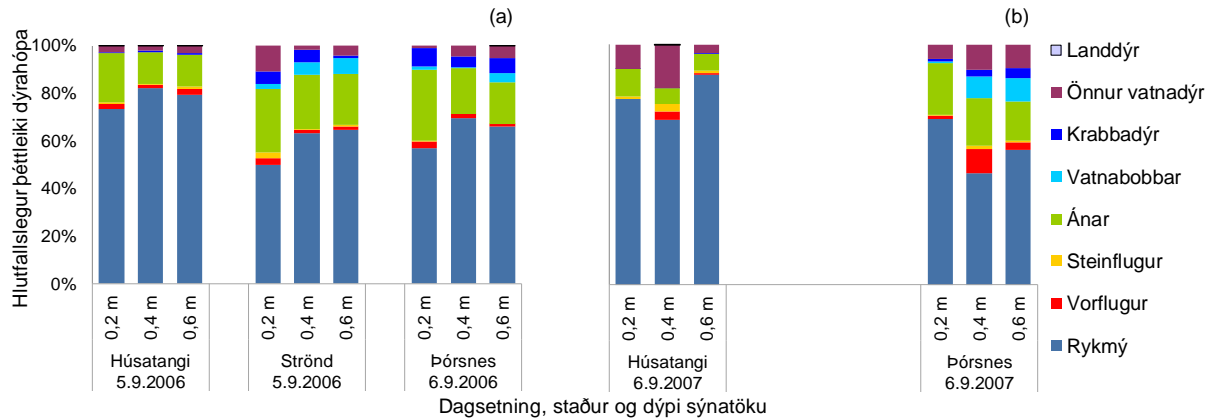 (a)
(b)
Hlutfallslegur þéttleiki dýrahópa
100%
80%
60%
40%
20%
0%
0,2 m
0,4 m
0,6 m
0,2 m
0,4 m
0,6 m
0,2 m
0,4 m
0,6 m
0,2 m
0,4 m
0,6 m
0,2 m
0,4 m
0,6 m
Húsatangi
5.9.2006
Strönd
5.9.2006
Þórsnes
6.9.2006
Húsatangi
6.9.2007
Þórsnes
6.9.2007
Dagsetning, staður og dýpi sýnatöku
Landdýr
Önnur vatnadýr
Krabbadýr
Vatnabobbar
Ánar
Steinflugur
Vorflugur
Rykmý